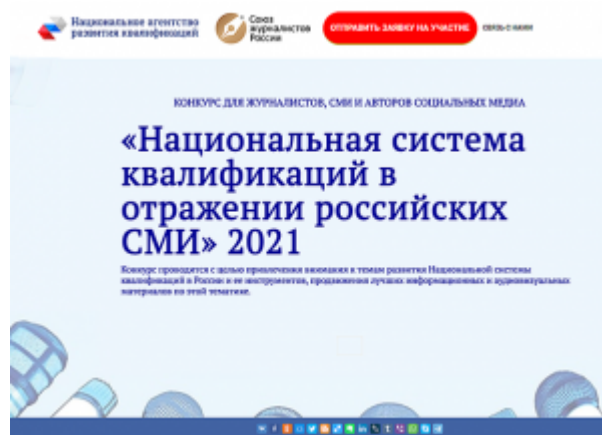 Национальное агентство
развития квалификаций
Союз
журналистов
России
ОТПРАВИТЬ ЗАЯВКУ НА УЧАСТИЕ
СВЯЗЬ С НАМИ
КОНКУРС ДЛЯ ЖУРНАЛИСТОВ, СМИ И АВТОРОВ СОЦИАЛЬНЫХ МЕДИА
«Национальная система
квалификаций в
отражении российских
СМИ» 2021
Конкурс проводится с целью привлечения внимания к темам развития Национальной системы
квалификаций в России и ее инструментов, продвижения лучших информационных и аудиовизуальных
материалов по этой тематике.